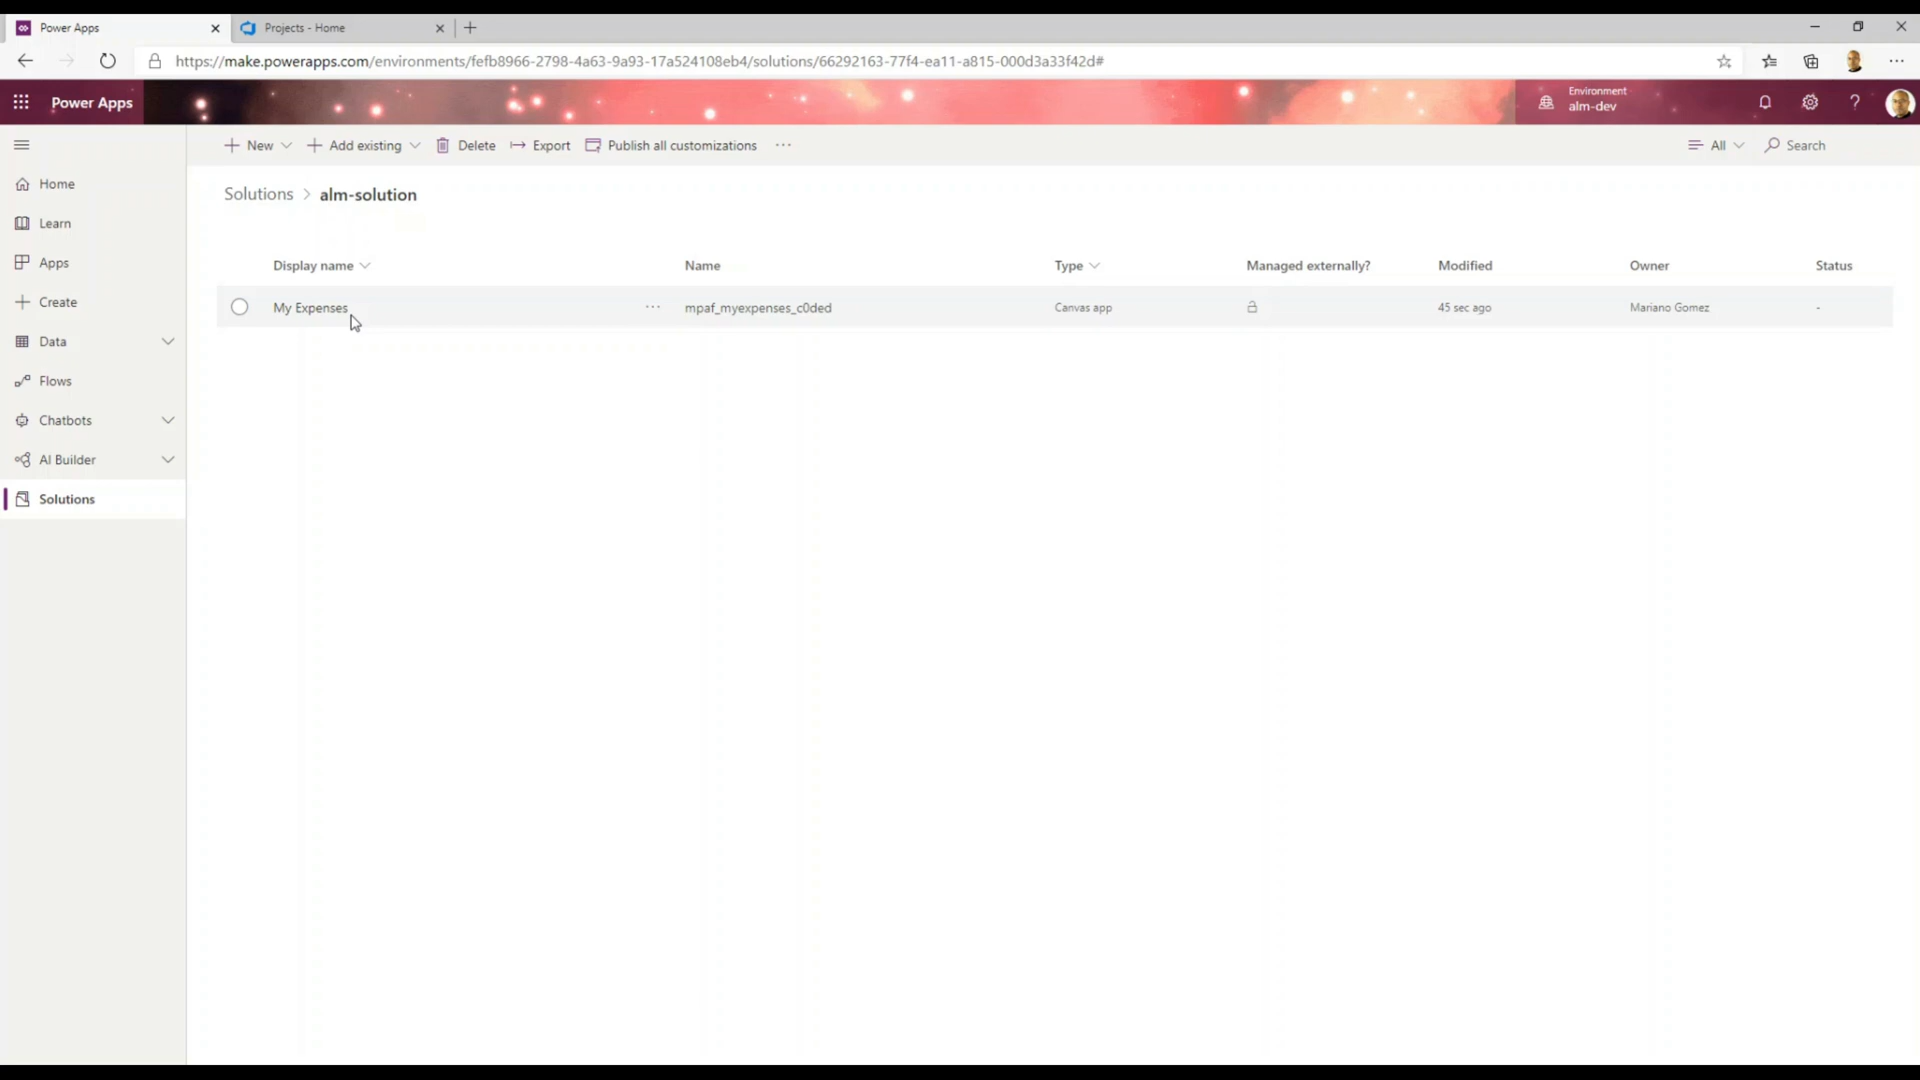 Power Apps
Projects - Home
https://make.powerapps.com/environments/fefb8966-2798-4a63-9a93-17a524108eb4/solutions/66292163-77f4-ea11-a815-000d3a33f42d#
Power Apps
Environment
alm-dev
New
Add existing
Delete
Export
Publish all customizations
All
Search
Home
Learn
Apps
Create
Data
Flows
Chatbots
AI Builder
Solutions
Solutions > alm-solution
Display name Name Type Managed externally? Modified Owner Status
My Expenses ... mpaf_myexpenses_c0ded Canvas app 45 sec ago Mariano Gomez -